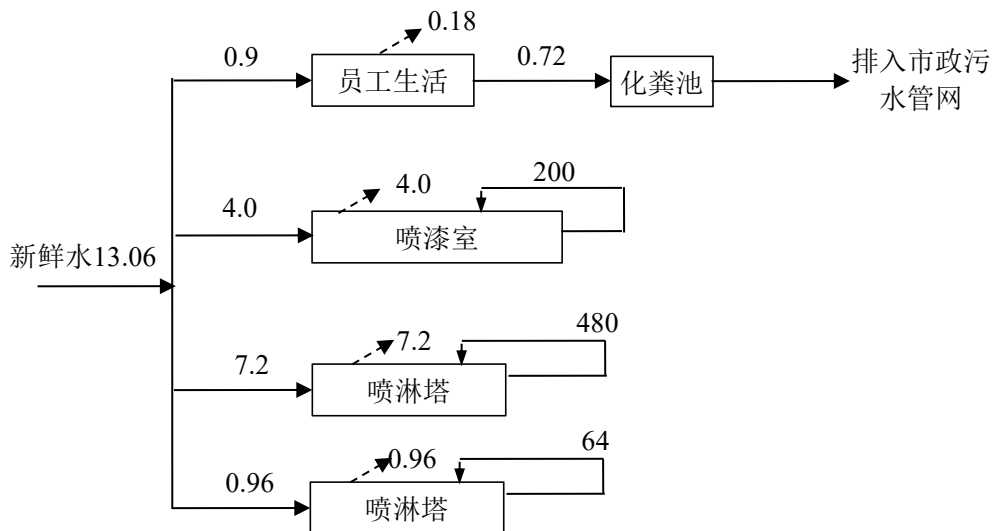 0.18
0.9
员工生活
0.72
化粪池
排入市政污
水管网
4.0
4.0
200
喷漆室
新鲜水13.06
7.2
7.2
480
喷淋塔
0.96
0.96
64
喷淋塔